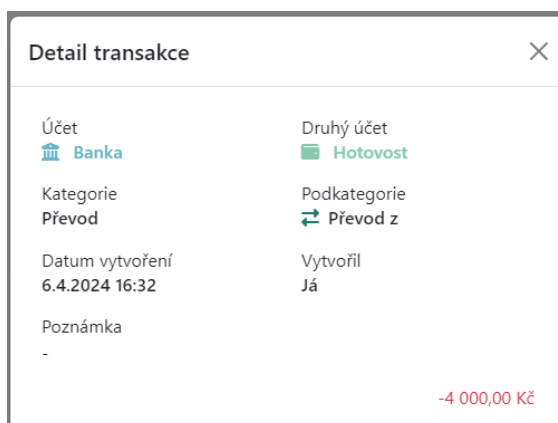 Detail transakce
Účet
Banka
Druhý účet
Hotovost
Kategorie
Převod
Podkategorie
Převod z
Datum vytvoření
6.4.2024 16:32
Vytvořil
Já
Poznámka
-
-4 000,00 Kč